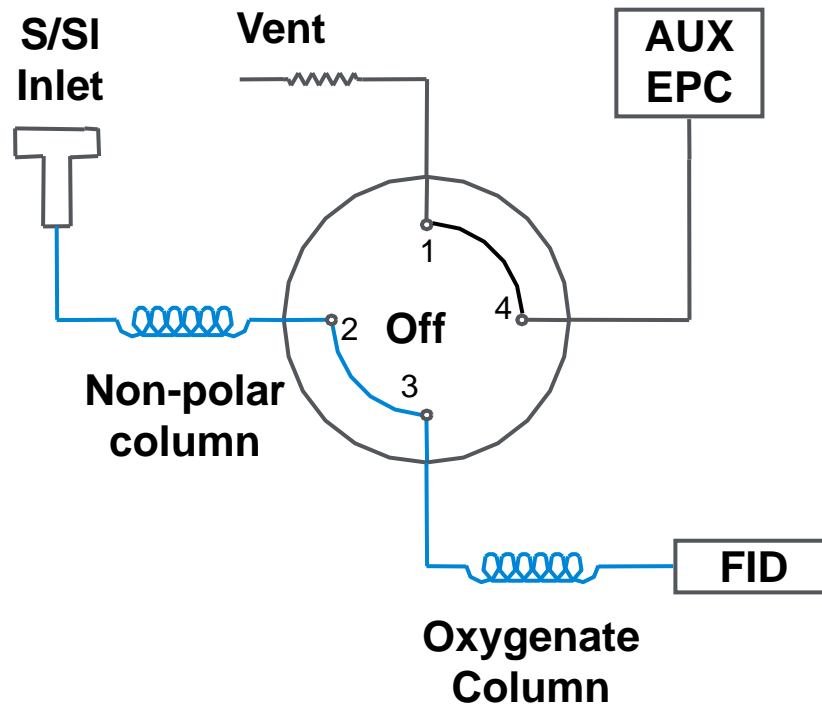 S/SI
Inlet
Vent
AUX
EPC
1
2
Off
4
3
Non-polar
column
FID
Oxygenate
Column